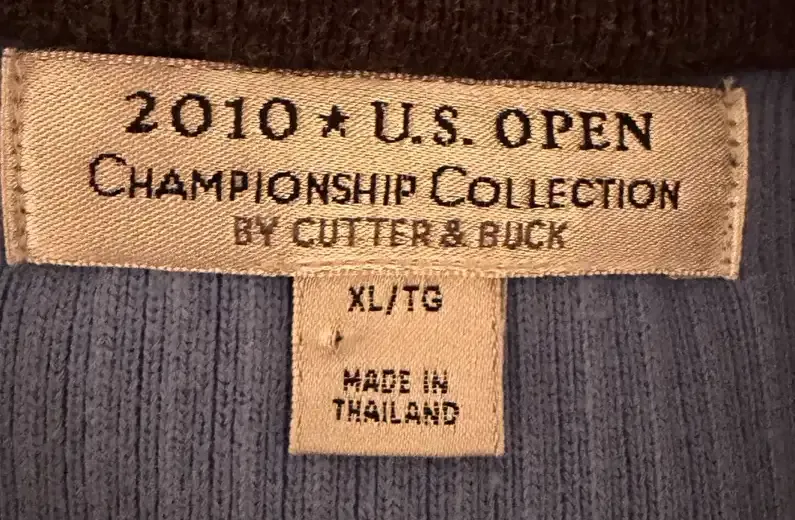 2010 ★ U.S. OPEN
CHAMPIONSHIP COLLECTION
BY CUTTER & BUCK
XL/TG
MADE IN
THAILAND